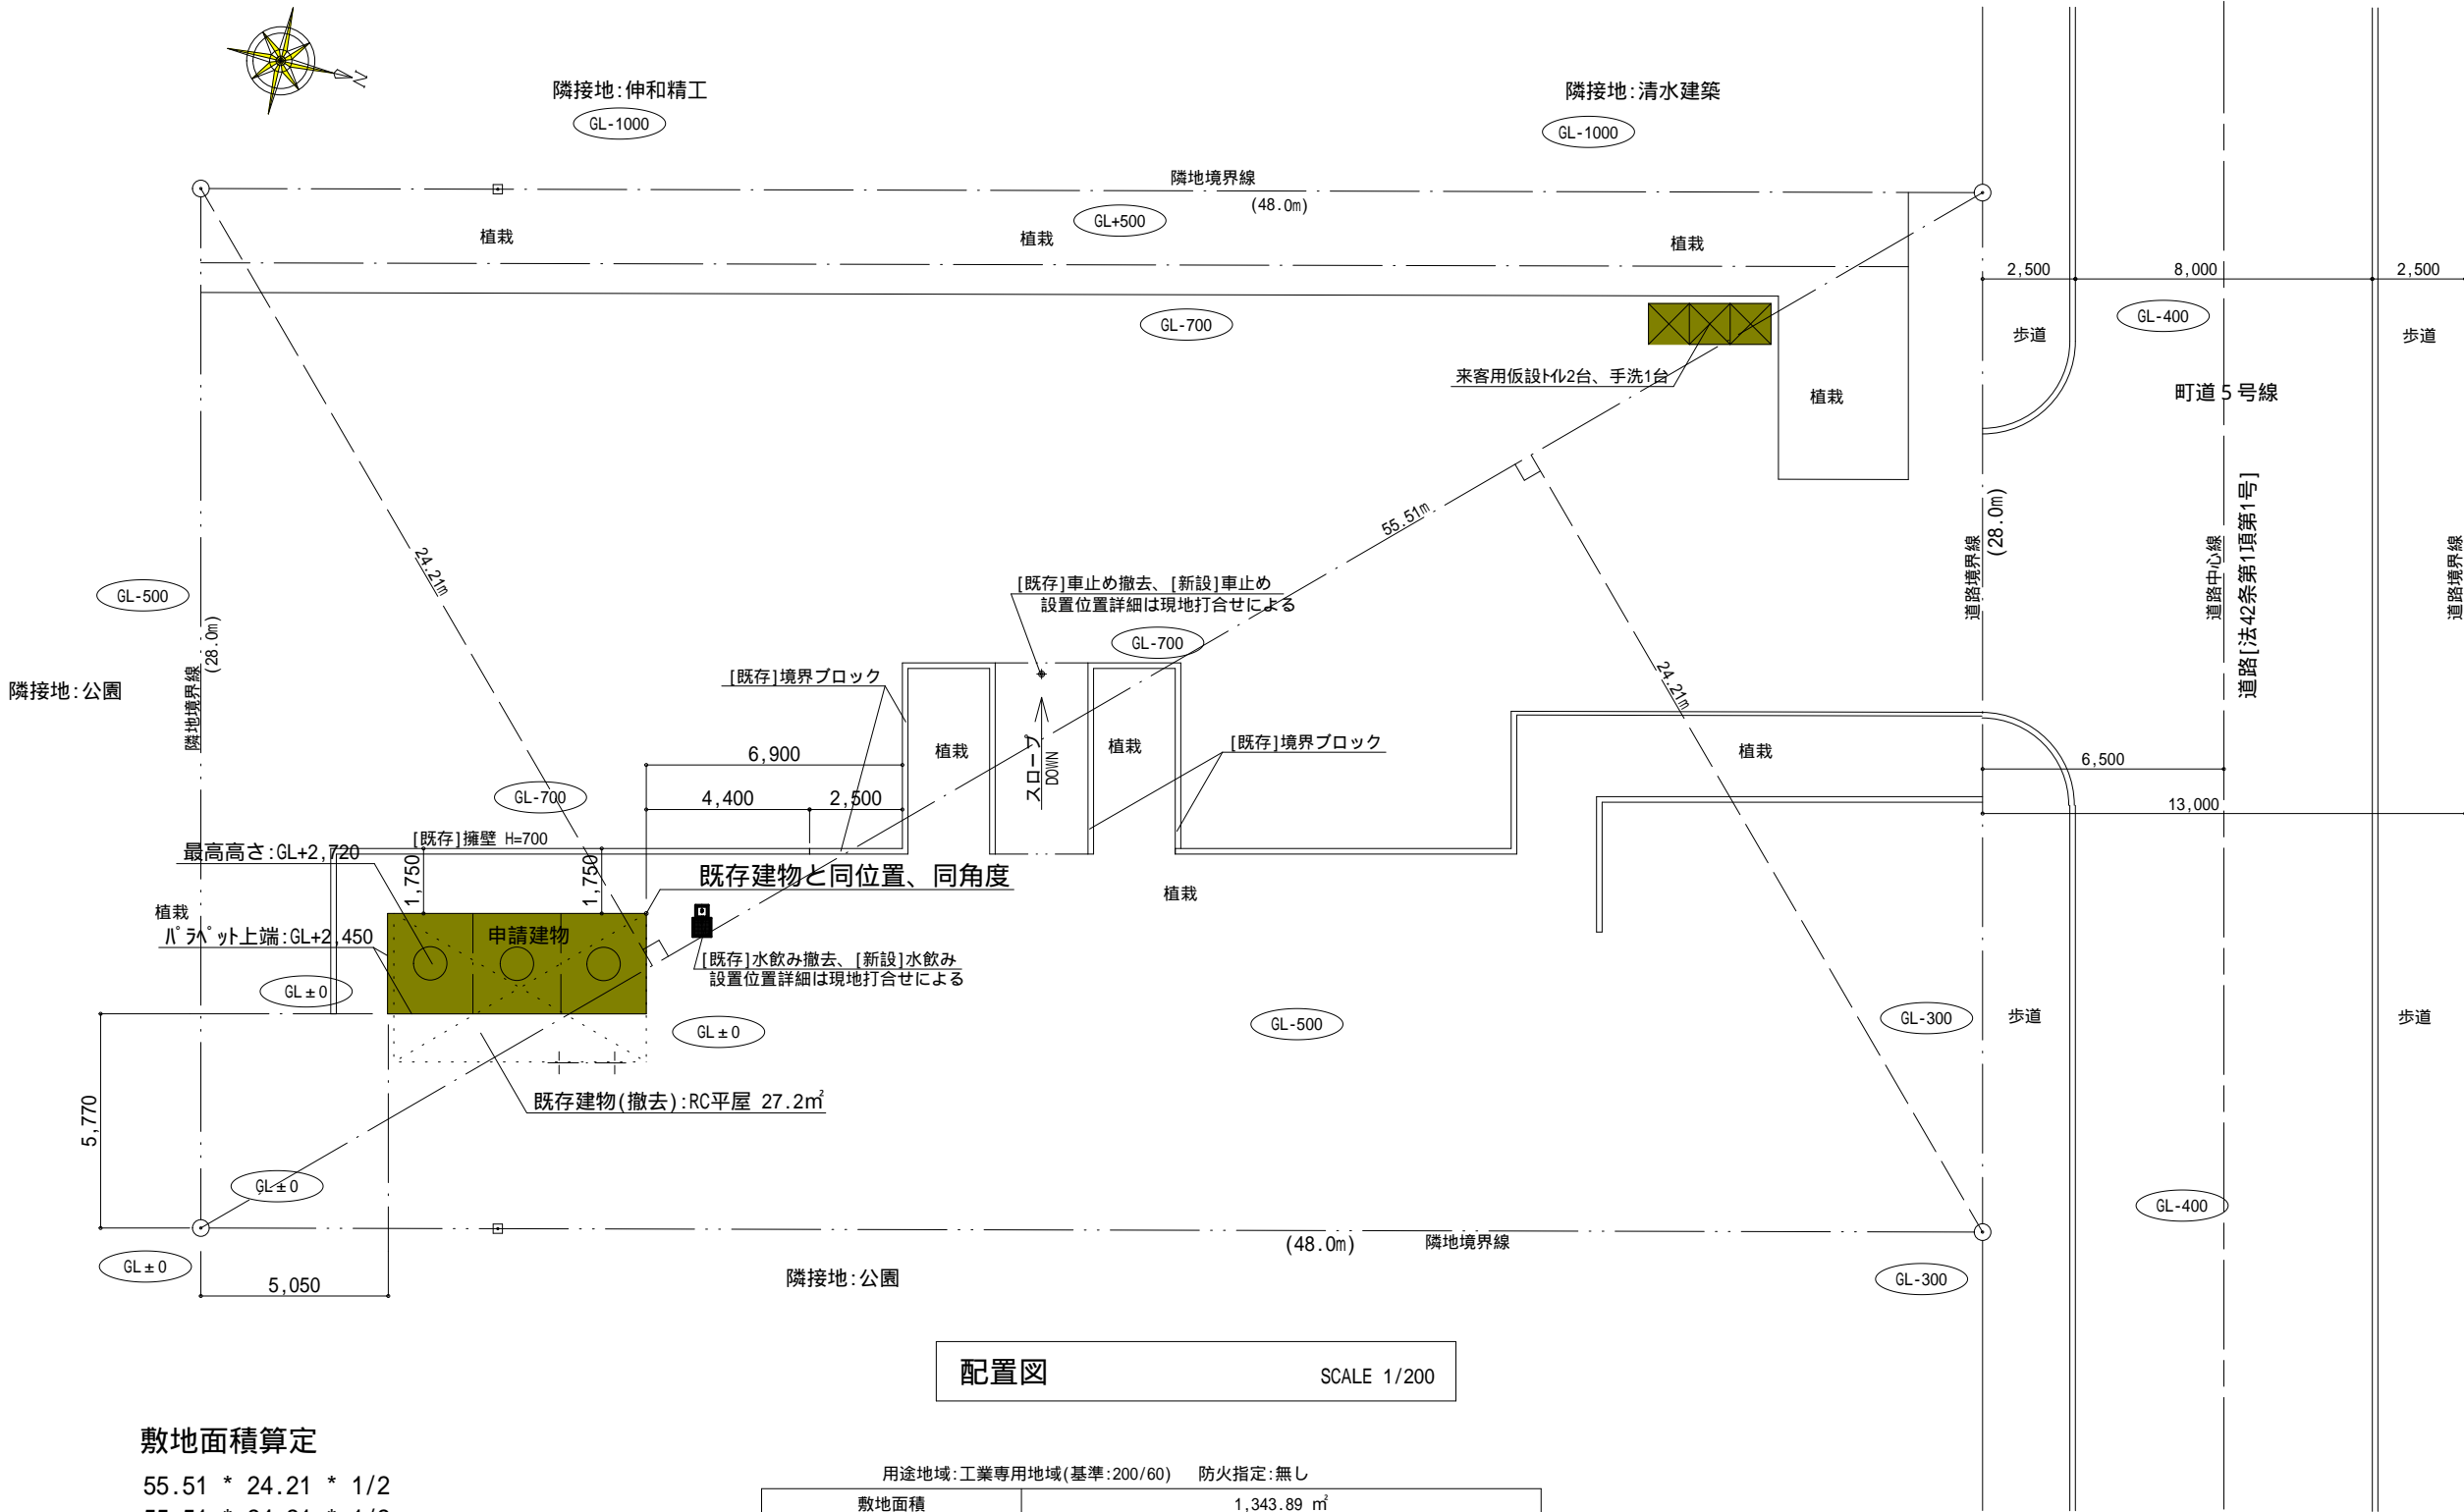 N
隣接地:伸和精工
GL-1000
隣接地:清水建築
GL-1000
隣地境界線
(48.0m)
GL+500
植栽
植栽
植栽
GL-700
2,500
8,000
2,500
GL-400
歩道
歩道
来客用仮設ﾄｲﾚ2台、手洗1台
植栽
町道5号線
道路[法42条第1項第1号]
55.51m
24.21m
道路境界線
(28.0m)
道路中心線
道路境界線
GL-500
隣地境界線
(28.0m)
隣接地:公園
[既存]車止め撤去、[新設]車止め
設置位置詳細は現地打合せによる
GL-700
[既存]境界ブロック
24.21m
植栽
スロープ
DOWN
植栽
[既存]境界ブロック
植栽
6,900
6,500
GL-700
4,400
2,500
13,000
[既存]擁壁 H=700
最高高さ:GL+2,720
1,750
1,750
既存建物と同位置、同角度
植栽
植栽
パラペット上端:GL+2,450
申請建物
[既存]水飲み撤去、[新設]水飲み
設置位置詳細は現地打合せによる
GL±0
GL±0
GL-500
GL-300
歩道
歩道
5,770
既存建物(撤去):RC平屋 27.2㎡
GL±0
GL-400
(48.0m)
隣地境界線
GL±0
5,050
隣接地:公園
GL-300
配置図
SCALE 1/200
敷地面積算定
55.51 * 24.21 * 1/2
55.51 * 24.21 * 1/2
用途地域:工業専用地域(基準:200/60) 防火指定:無し
敷地面積
1,343.89 ㎡